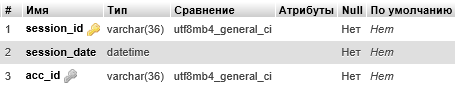 # Имя Тип Сравнение Атрибуты Null По умолчанию
1 session_id varchar(36) utf8mb4_general_ci Нет Нет
2 session_date datetime Нет Нет
3 acc_id varchar(36) utf8mb4_general_ci Нет Нет